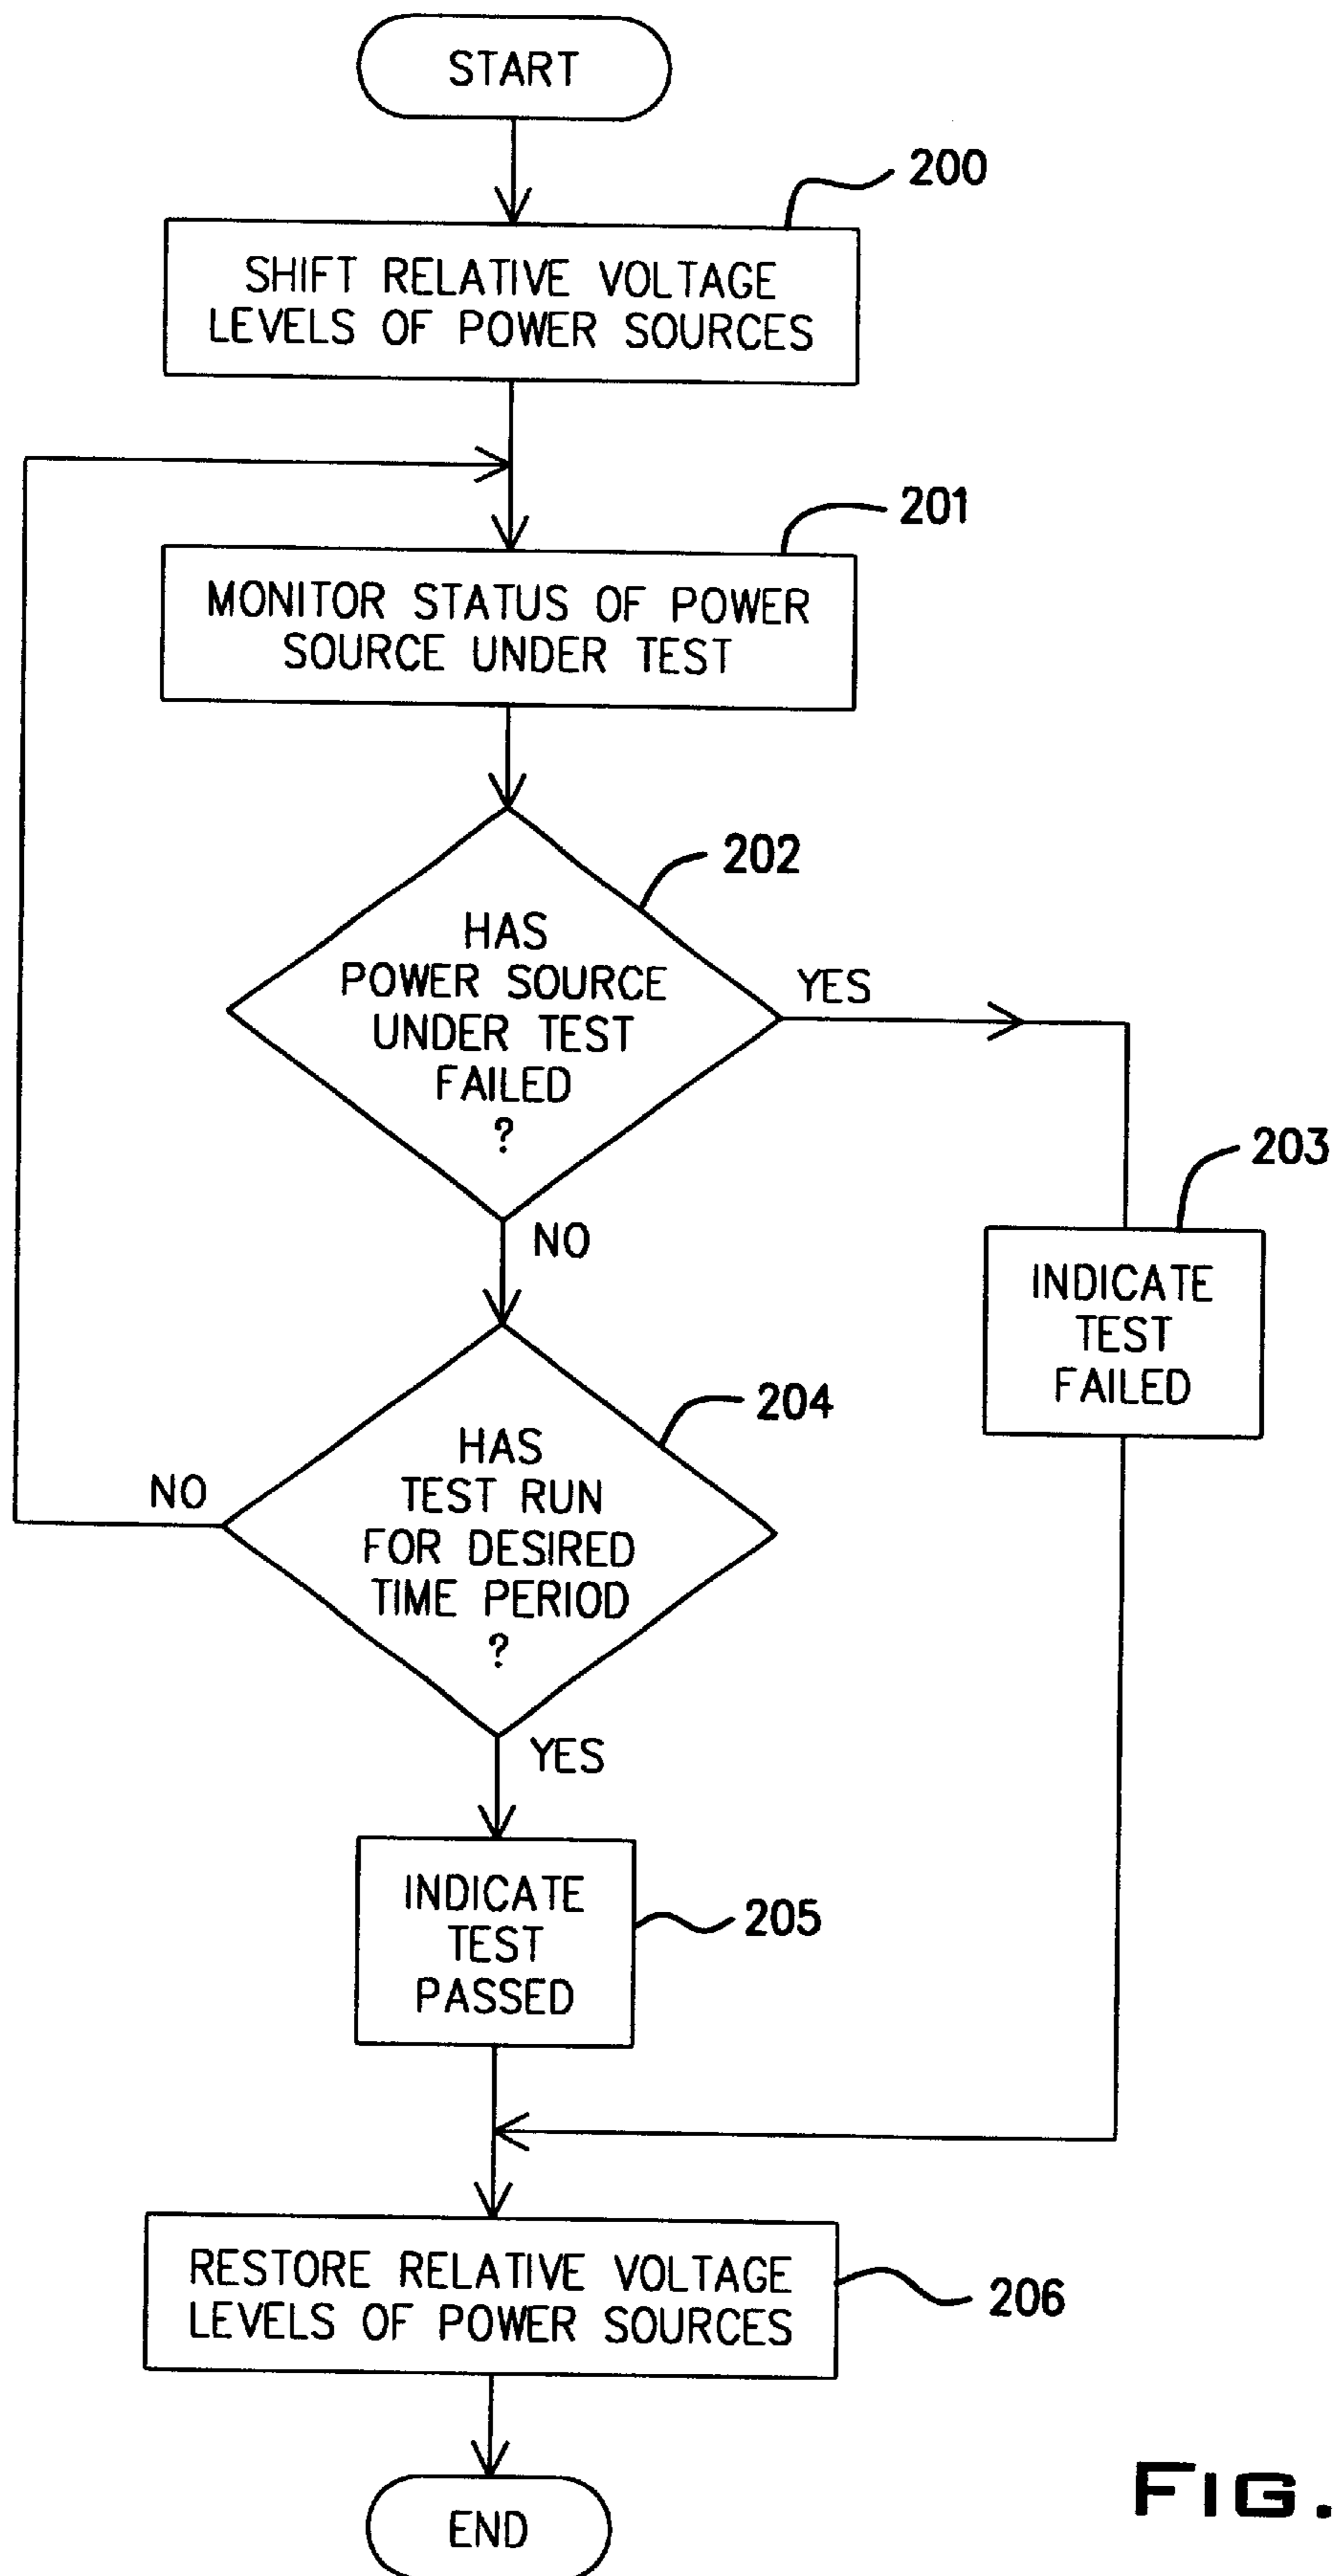 START
200
SHIFT RELATIVE VOLTAGE
LEVELS OF POWER SOURCES
201
MONITOR STATUS OF POWER
SOURCE UNDER TEST
202
HAS
POWER SOURCE
UNDER TEST
FAILED
?
YES
NO
203
INDICATE
TEST
FAILED
204
HAS
TEST RUN
FOR DESIRED
TIME PERIOD
?
NO
YES
INDICATE
TEST
PASSED
205
RESTORE RELATIVE VOLTAGE
LEVELS OF POWER SOURCES
206
END
FIG.